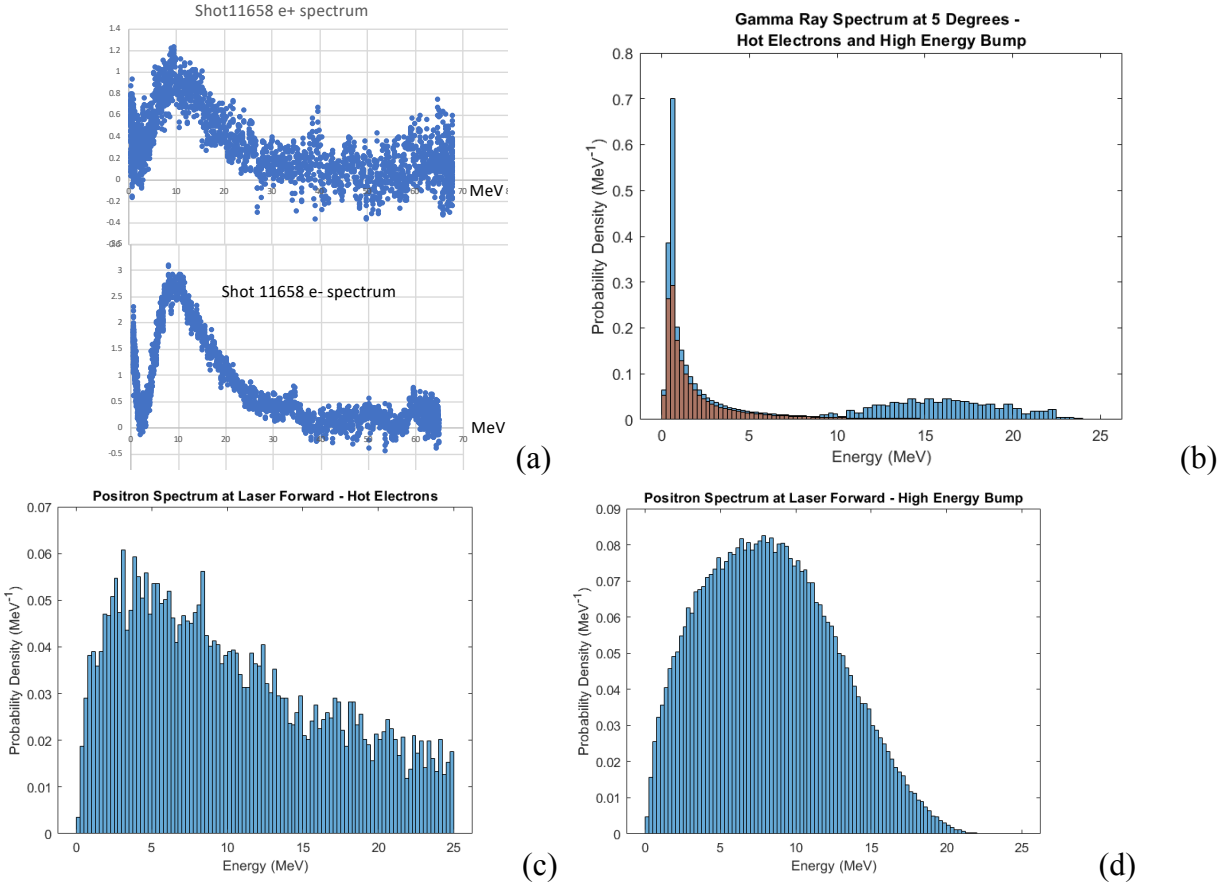 Shot11658 e+ spectrum
1.4
1.2
1
0.8
0.6
0.4
0.2
0
-0.2
-0.4
0 10 20 30 40 50 60 70 8
MeV
3
2.5
2
1.5
1
0.5
0
-0.5
Shot 11658 e- spectrum
0 10 20 30 40 50 60 70
MeV
(a)
Gamma Ray Spectrum at 5 Degrees -
Hot Electrons and High Energy Bump
Probability Density (MeV-1)
0.8
0.7
0.6
0.5
0.4
0.3
0.2
0.1
0
0 5 10 15 20 25
Energy (MeV)
(b)
Positron Spectrum at Laser Forward - Hot Electrons
Probability Density (MeV-1)
0.07
0.06
0.05
0.04
0.03
0.02
0.01
0
0 5 10 15 20 25
Energy (MeV)
(c)
Positron Spectrum at Laser Forward - High Energy Bump
Probability Density (MeV-1)
0.09
0.08
0.07
0.06
0.05
0.04
0.03
0.02
0.01
0
0 5 10 15 20 25
Energy (MeV)
(d)